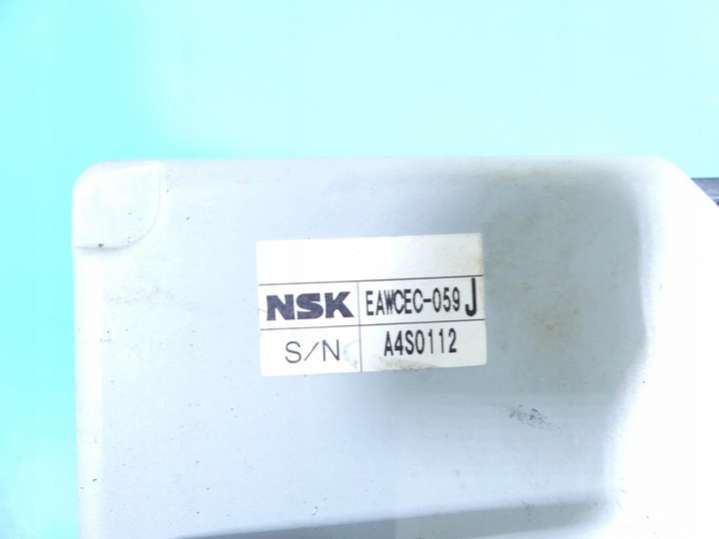 NSK EAWCEC-059 J
S/N A4S0112